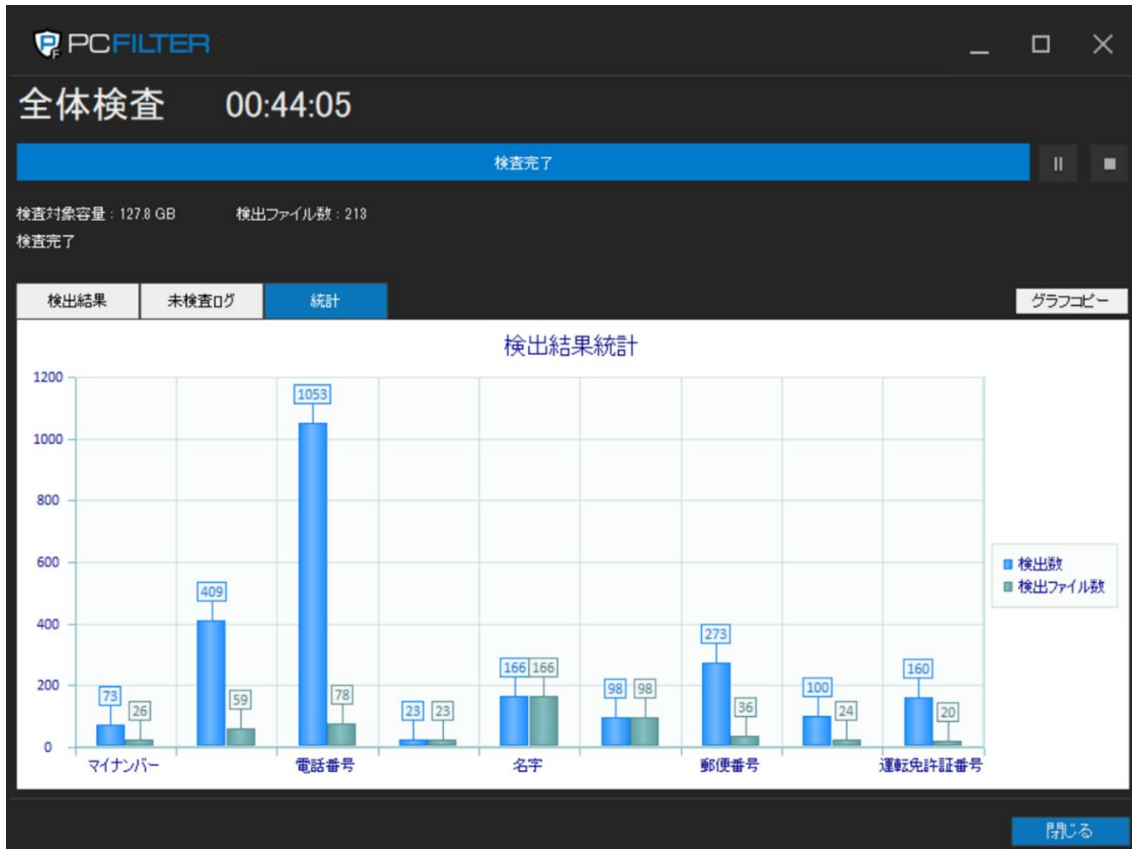 PCFILTER
全体検査 00:44:05
検査完了
検査対象容量 : 127.8 GB 検出ファイル数 : 213
検査完了
検出結果 未検査ログ 統計 グラフコピー
検出結果統計
1200
1000
800
600
400
200
0
73 26
409 59
1053 78
23 23
166 166
98 98
273 36
100 24
160 20
マイナンバー 電話番号 名字 郵便番号 運転免許証番号
検出数
検出ファイル数
閉じる